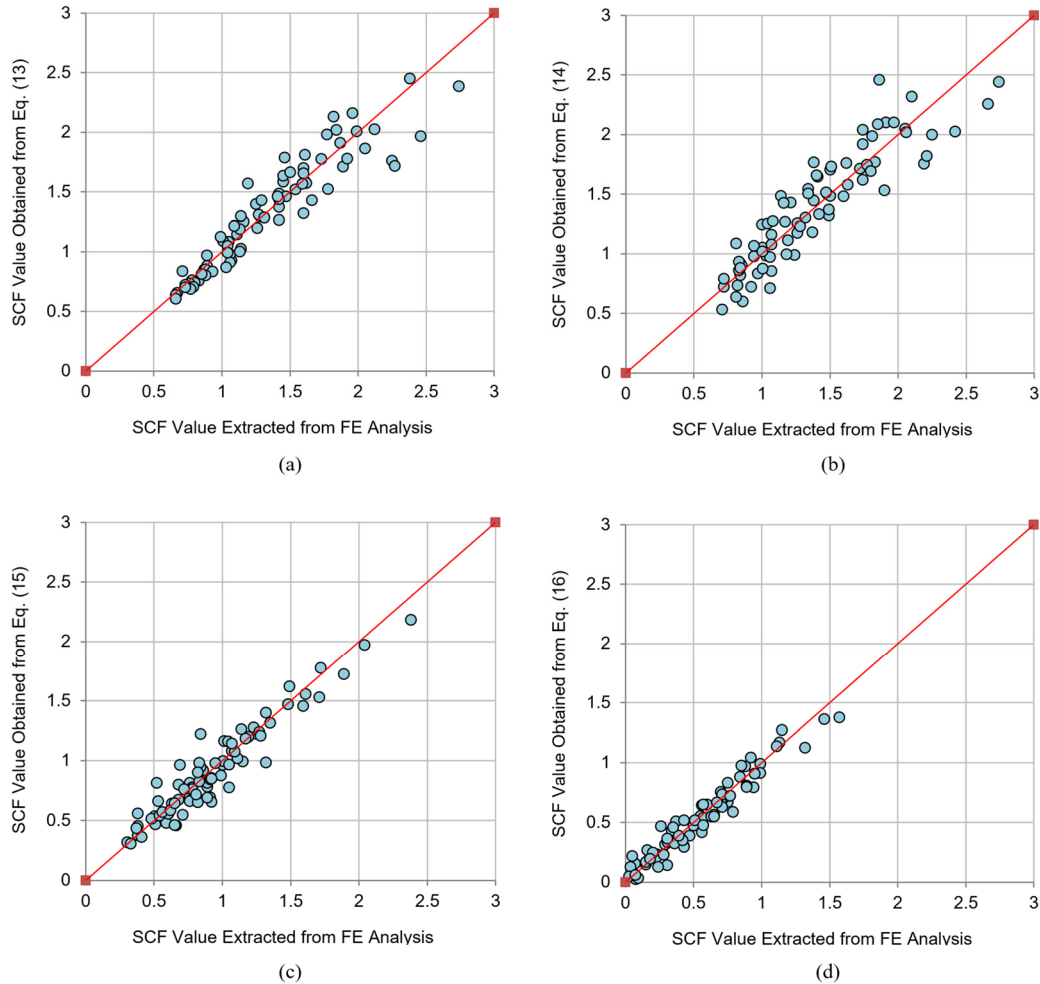 3
2.5
2
1.5
1
0.5
0
SCF Value Obtained from Eq. (13)
0 0.5 1 1.5 2 2.5 3
SCF Value Extracted from FE Analysis
(a)
3
2.5
2
1.5
1
0.5
0
SCF Value Obtained from Eq. (14)
0 0.5 1 1.5 2 2.5 3
SCF Value Extracted from FE Analysis
(b)
3
2.5
2
1.5
1
0.5
0
SCF Value Obtained from Eq. (15)
0 0.5 1 1.5 2 2.5 3
SCF Value Extracted from FE Analysis
(c)
3
2.5
2
1.5
1
0.5
0
SCF Value Obtained from Eq. (16)
0 0.5 1 1.5 2 2.5 3
SCF Value Extracted from FE Analysis
(d)